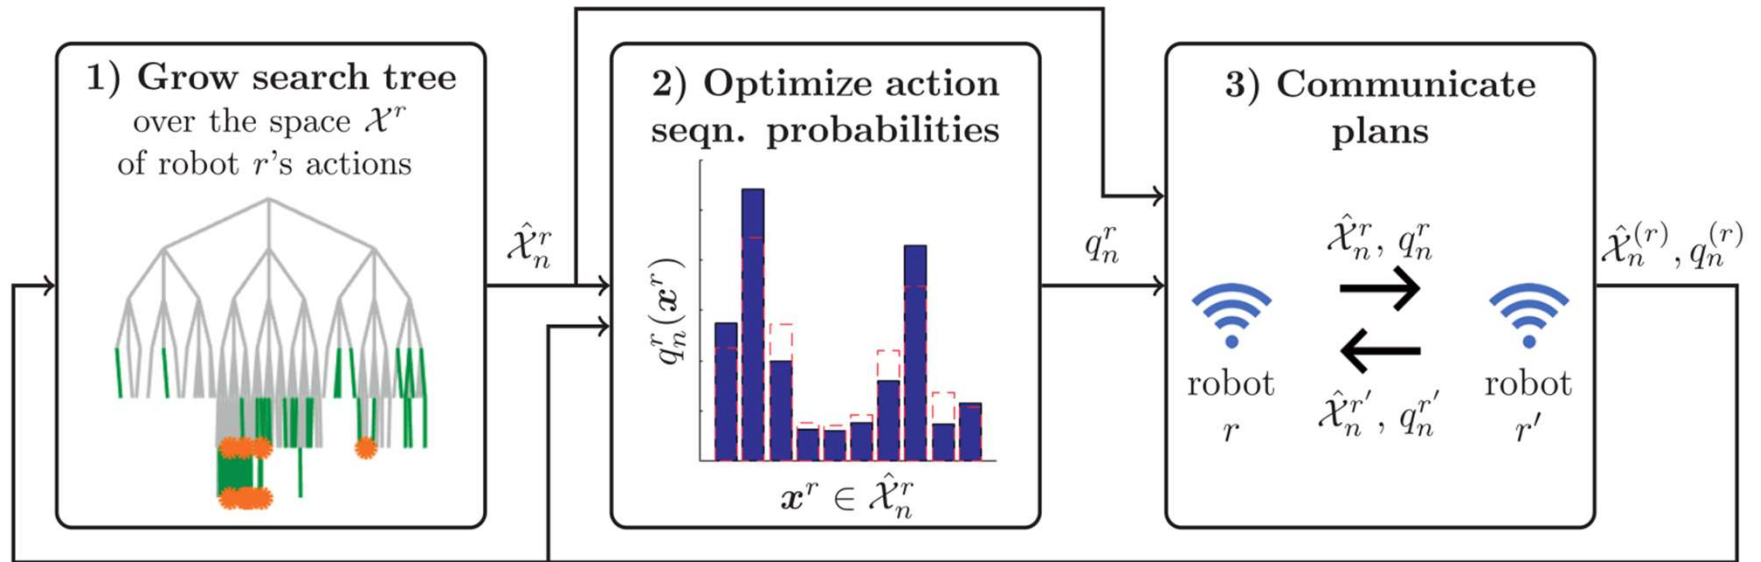 1) Grow search tree
over the space 𝒳^r
of robot r's actions
𝒳̂_n^r
2) Optimize action
seqn. probabilities
q_n^r(x^r)
x^r ∈ 𝒳̂_n^r
q_n^r
3) Communicate
plans
𝒳̂_n^r, q_n^r
robot
r
𝒳̂_n^{r'}, q_n^{r'}
robot
r'
𝒳̂_n^{(r)}, q_n^{(r)}